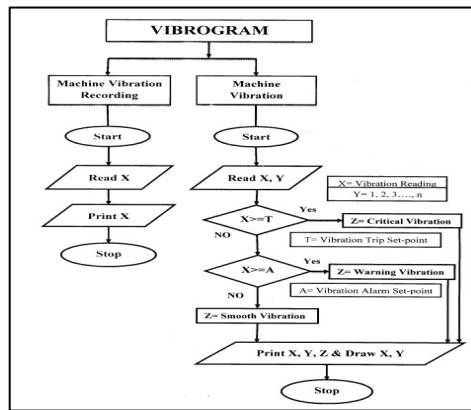 VIBROGRAM
Machine Vibration
Recording
Start
Read X
Print X
Stop
Machine
Vibration
Start
Read X, Y
X= Vibration Reading
Y= 1, 2, 3…., n
X>=T
Yes
Z= Critical Vibration
NO
T= Vibration Trip Set-point
X>=A
Yes
Z= Warning Vibration
NO
A= Vibration Alarm Set-point
Z= Smooth Vibration
Print X, Y, Z & Draw X, Y
Stop